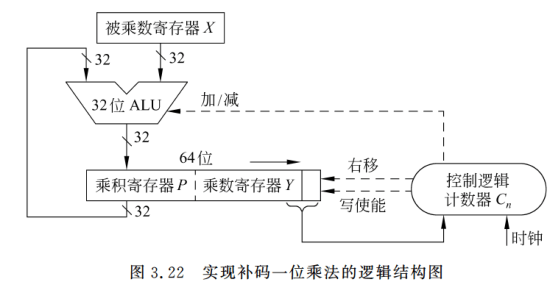 被乘数寄存器 X
32
32
32位 ALU
加/减
32
64位
右移
乘积寄存器 P
乘数寄存器 Y
控制逻辑
计数器 Cn
写使能
32
时钟
图 3.22 实现补码一位乘法的逻辑结构图